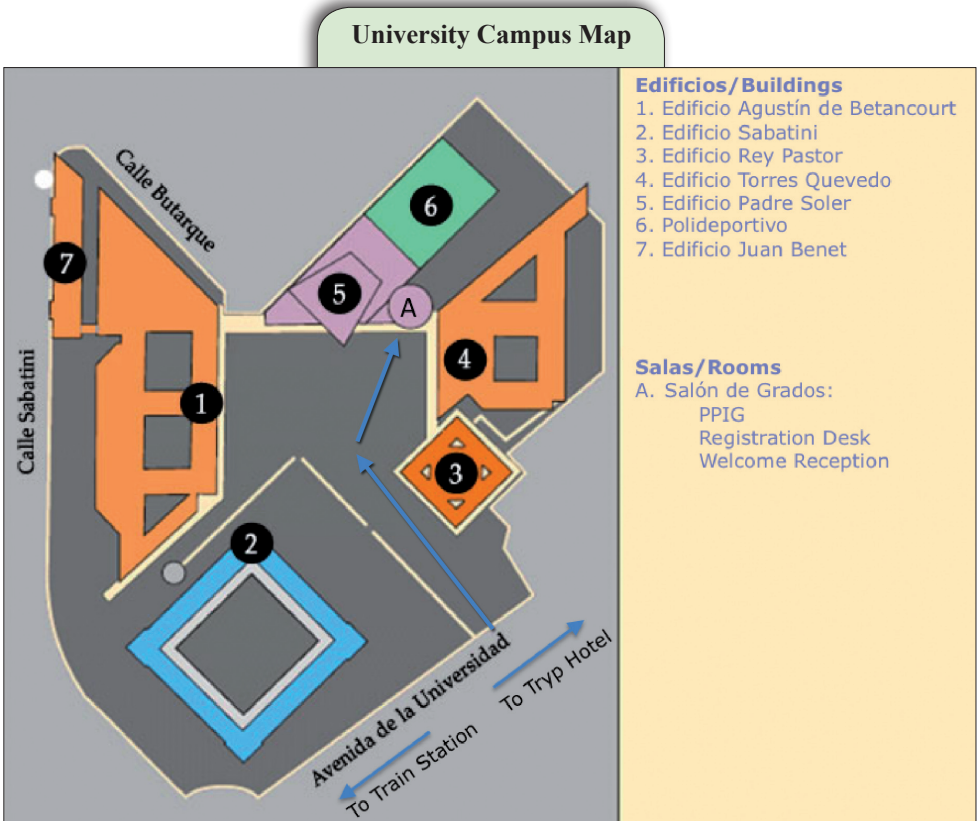 University Campus Map
Edificios/Buildings
1. Edificio Agustín de Betancourt
2. Edificio Sabatini
3. Edificio Rey Pastor
4. Edificio Torres Quevedo
5. Edificio Padre Soler
6. Polideportivo
7. Edificio Juan Benet
Salas/Rooms
A. Salón de Grados:
PPIG
Registration Desk
Welcome Reception
Calle Butarque
Calle Sabatini
6
7
5
A
4
1
3
2
Avenida de la Universidad
To Tryp Hotel
To Train Station